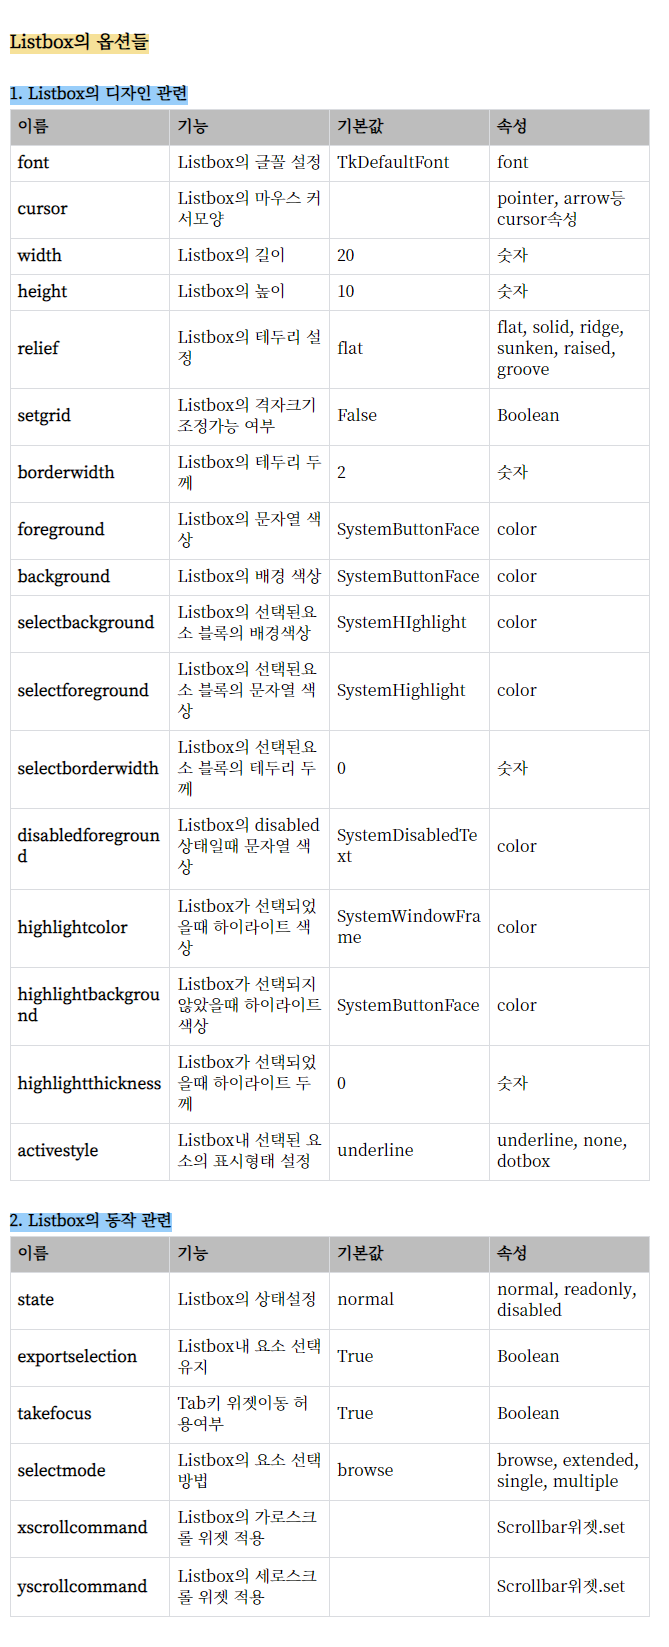 Listbox의 옵션들
1. Listbox의 디자인 관련
이름 기능 기본값 속성
font Listbox의 글꼴 설정 TkDefaultFont font
cursor Listbox의 마우스 커서모양 pointer, arrow등 cursor속성
width Listbox의 길이 20 숫자
height Listbox의 높이 10 숫자
relief Listbox의 테두리 설정 flat flat, solid, ridge, sunken, raised, groove
setgrid Listbox의 격자크기 조정가능 여부 False Boolean
borderwidth Listbox의 테두리 두께 2 숫자
foreground Listbox의 문자열 색상 SystemButtonFace color
background Listbox의 배경 색상 SystemButtonFace color
selectbackground Listbox의 선택된요소 블록의 배경색상 SystemHIghlight color
selectforeground Listbox의 선택된요소 블록의 문자열 색상 SystemHighlight color
selectborderwidth Listbox의 선택된요소 블록의 테두리 두께 0 숫자
disabledforeground Listbox의 disabled 상태일때 문자열 색상 SystemDisabledText color
highlightcolor Listbox가 선택되었을때 하이라이트 색상 SystemWindowFrame color
highlightbackground Listbox가 선택되지 않았을때 하이라이트 색상 SystemButtonFace color
highlightthickness Listbox가 선택되었을때 하이라이트 두께 0 숫자
activestyle Listbox내 선택된 요소의 표시형태 설정 underline underline, none, dotbox
2. Listbox의 동작 관련
이름 기능 기본값 속성
state Listbox의 상태설정 normal normal, readonly, disabled
exportselection Listbox내 요소 선택 유지 True Boolean
takefocus Tab키 위젯이동 허용여부 True Boolean
selectmode Listbox의 요소 선택 방법 browse browse, extended, single, multiple
xscrollcommand Listbox의 가로스크롤 위젯 적용 Scrollbar위젯.set
yscrollcommand Listbox의 세로스크롤 위젯 적용 Scrollbar위젯.set